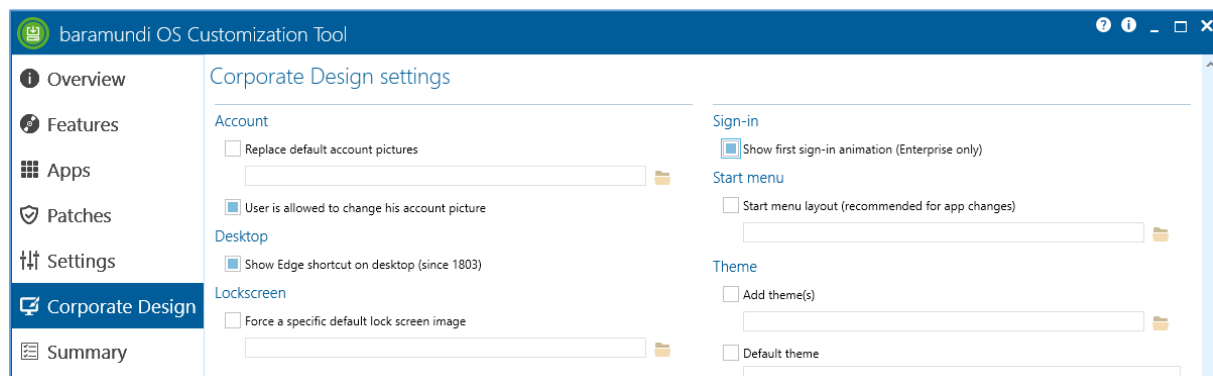 baramundi OS Customization Tool
Overview
Features
Apps
Patches
Settings
Corporate Design
Summary
Corporate Design settings
Account
Replace default account pictures
User is allowed to change his account picture
Desktop
Show Edge shortcut on desktop (since 1803)
Lockscreen
Force a specific default lock screen image
Sign-in
Show first sign-in animation (Enterprise only)
Start menu
Start menu layout (recommended for app changes)
Theme
Add theme(s)
Default theme